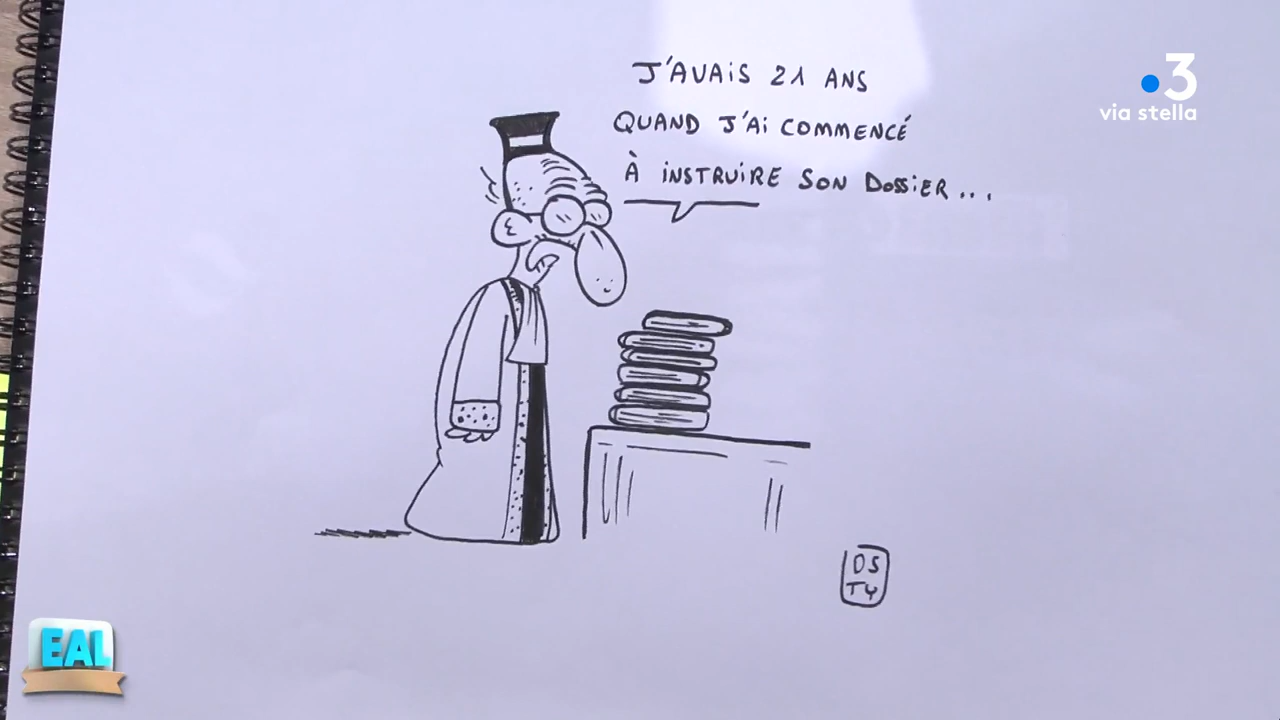 J'AVAIS 21 ANS
QUAND J'AI COMMENCÉ
À INSTRUIRE SON DOSSIER...
3
via stella
DS
TY
EAL